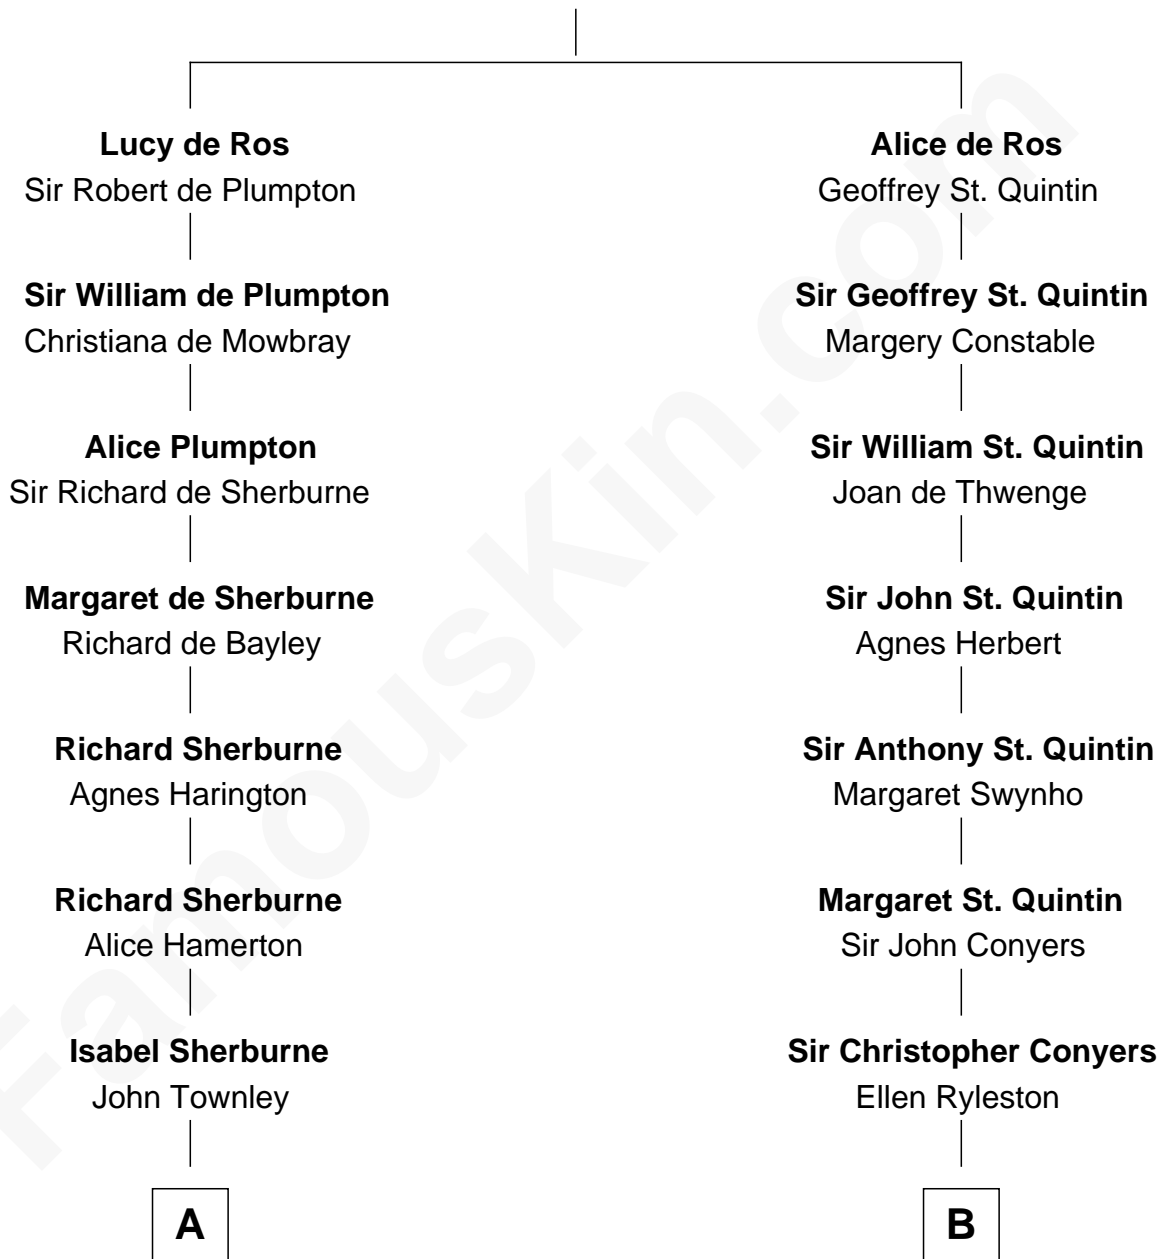 Lucy de Ros
Sir Robert de Plumpton
Sir William de Plumpton
Christiana de Mowbray
Alice Plumpton
Sir Richard de Sherburne
Margaret de Sherburne
Richard de Bayley
Richard Sherburne
Agnes Harington
Richard Sherburne
Alice Hamerton
Isabel Sherburne
John Townley
A
Alice de Ros
Geoffrey St. Quintin
Sir Geoffrey St. Quintin
Margery Constable
Sir William St. Quintin
Joan de Thwenge
Sir John St. Quintin
Agnes Herbert
Sir Anthony St. Quintin
Margaret Swynho
Margaret St. Quintin
Sir John Conyers
Sir Christopher Conyers
Ellen Ryleston
B
FamousKin.com